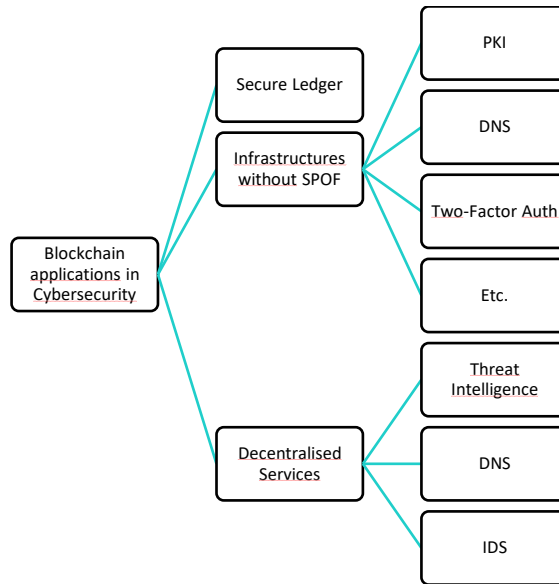 PKI
Secure Ledger
DNS
Infrastructures
without SPOF
Two-Factor Auth
Blockchain
applications in
Cybersecurity
Etc.
Threat
Intelligence
Decentralised
Services
DNS
IDS